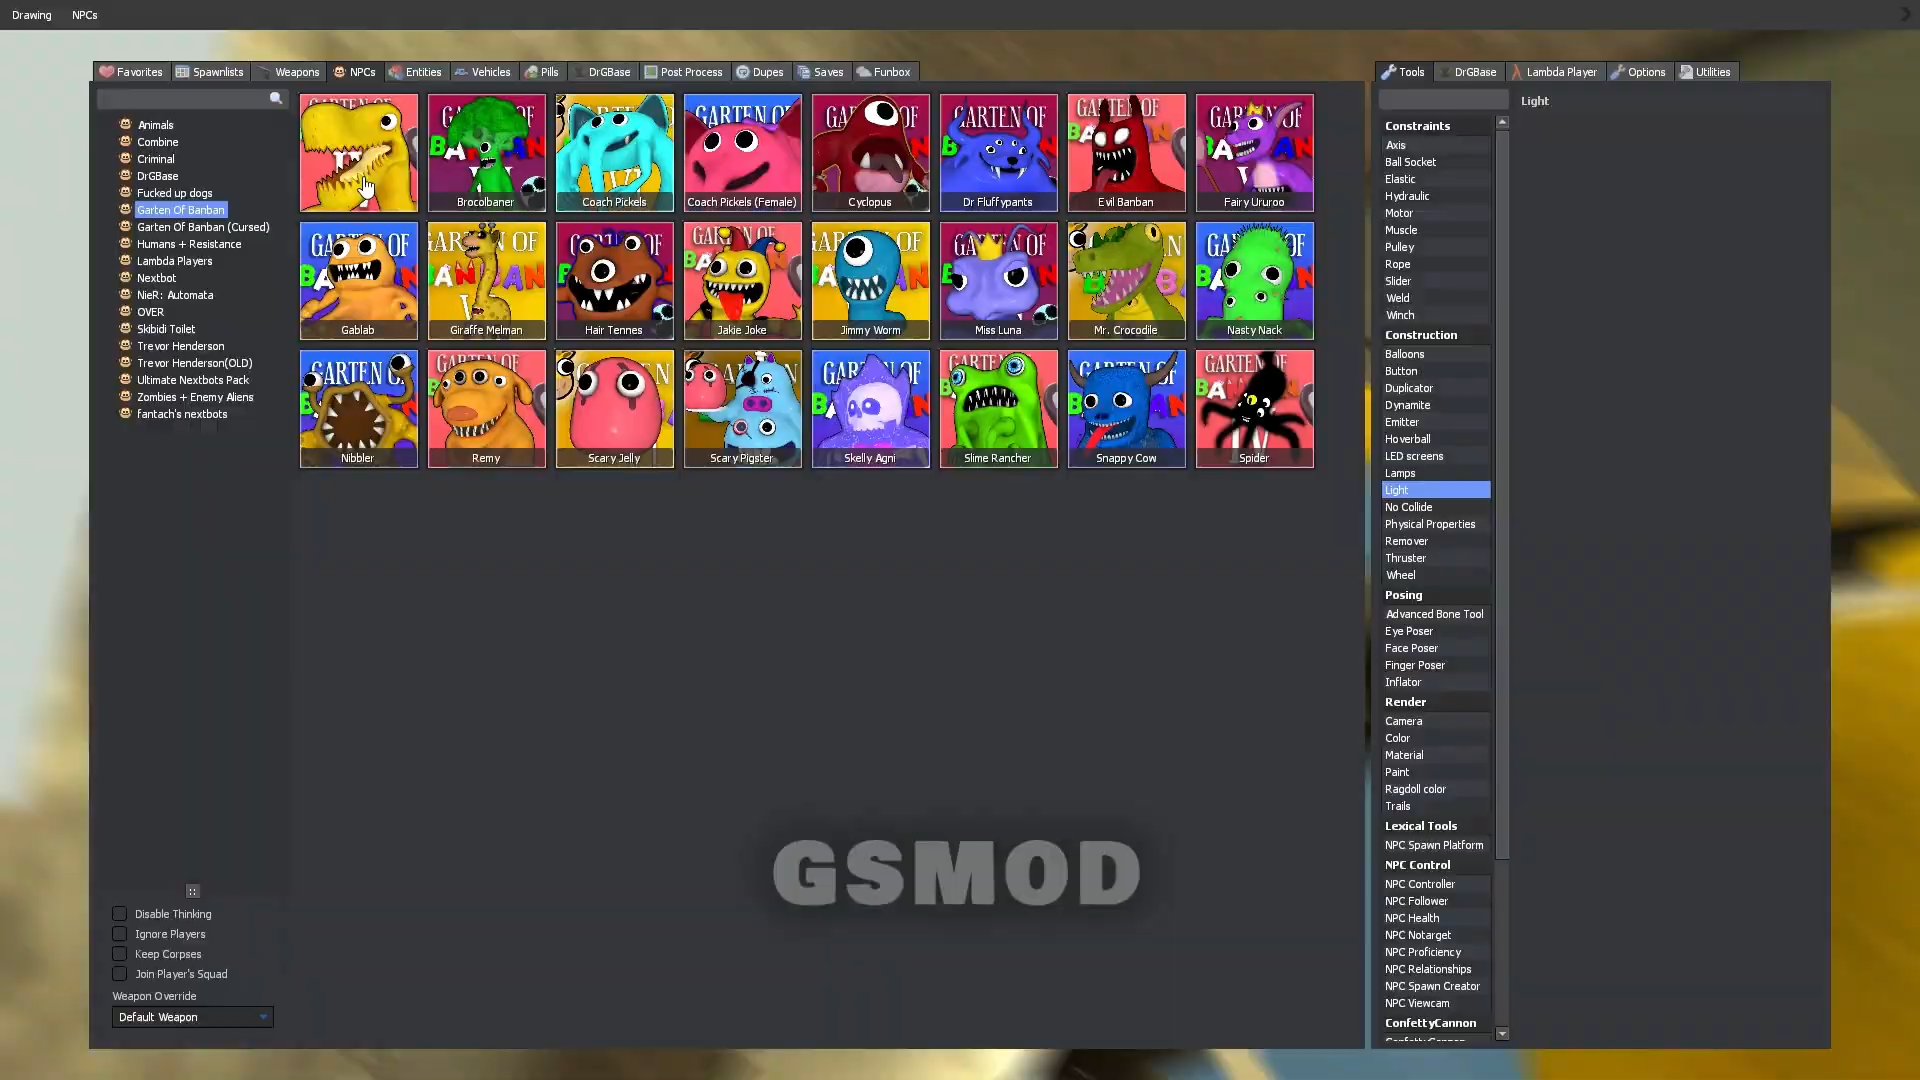 Drawing NPCs
Favorites Spawnlists Weapons NPCs Entities Vehicles Pills DrGBase Post Process Dupes Saves Funbox
Animals
Combine
Criminal
DrGBase
Fucked up dogs
Garten Of Banban
Garten Of Banban (Cursed)
Humans + Resistance
Lambda Players
Nextbot
NieR: Automata
OVER
Skibidi Toilet
Trevor Henderson
Trevor Henderson(OLD)
Ultimate Nextbots Pack
Zombies + Enemy Aliens
fantach's nextbots
Brocolbaner Coach Pickels Coach Pickels (Female) Cyclopus Dr Fluffypants Evil Banban Fairy Ururoo
Gablab Giraffe Melman Hair Tennes Jakie Joke Jimmy Worm Miss Luna Mr. Crocodile Nasty Nack
Nibbler Remy Scary Jelly Scary Pigster Skelly Agni Slime Rancher Snappy Cow Spider
GSMOD
Disable Thinking
Ignore Players
Keep Corpses
Join Player's Squad
Weapon Override
Default Weapon
Tools DrGBase Lambda Player Options Utilities
Light
Constraints
Axis
Ball Socket
Elastic
Hydraulic
Motor
Muscle
Pulley
Rope
Slider
Weld
Winch
Construction
Balloons
Button
Duplicator
Dynamite
Emitter
Hoverball
LED screens
Lamps
Light
No Collide
Physical Properties
Remover
Thruster
Wheel
Posing
Advanced Bone Tool
Eye Poser
Face Poser
Finger Poser
Inflator
Render
Camera
Color
Material
Paint
Ragdoll color
Trails
Lexical Tools
NPC Spawn Platform
NPC Control
NPC Controller
NPC Follower
NPC Health
NPC Notarget
NPC Proficiency
NPC Relationships
NPC Spawn Creator
NPC Viewcam
ConfettyCannon